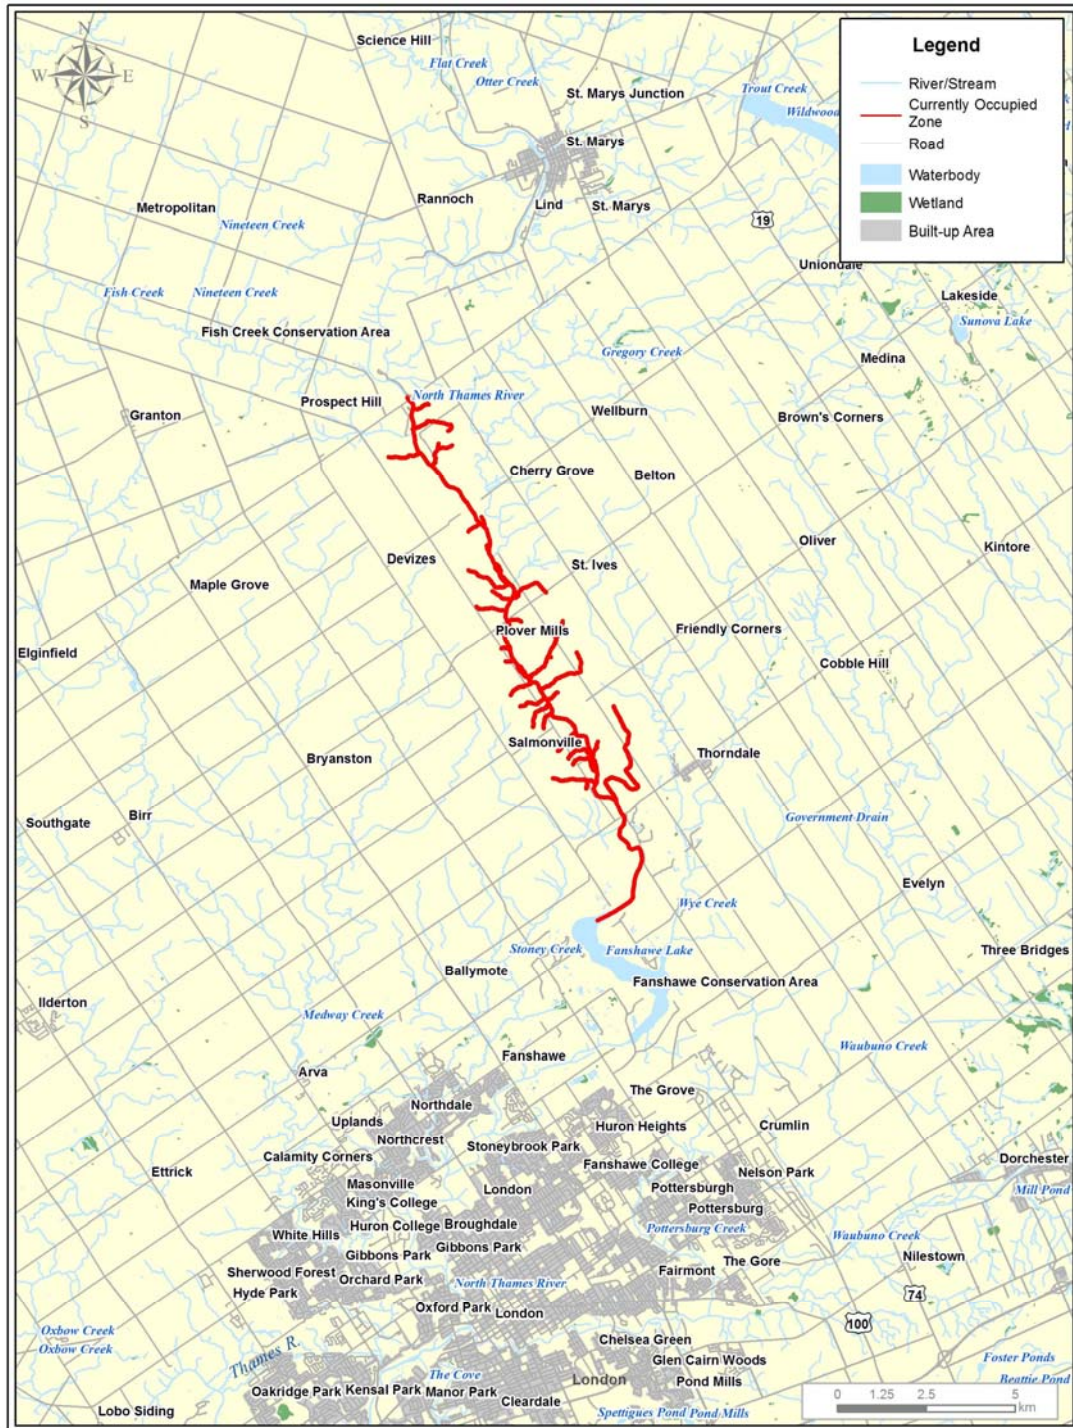 N
W E
S
Science Hill
Flat Creek
Otter Creek
St. Marys Junction
Trout Creek
Wildwood
Legend
River/Stream
Currently Occupied
Zone
Road
Waterbody
Wetland
Built-up Area
St. Marys
Rannoch
Lind
St. Marys
Metropolitan
Nineteen Creek
19
Uniondale
Fish Creek
Nineteen Creek
Lakeside
Sunova Lake
Fish Creek Conservation Area
Gregory Creek
Medina
North Thames River
Prospect Hill
Granton
Wellburn
Brown's Corners
Cherry Grove
Belton
Oliver
Kintore
Devizes
St. Ives
Maple Grove
Plover Mills
Friendly Corners
Elginfield
Cobble Hill
Salmonville
Thorndale
Bryanston
Birr
Southgate
Government Drain
Evelyn
Wye Creek
Stoney Creek
Fanshawe Lake
Three Bridges
Ballymote
Fanshawe Conservation Area
Ilderton
Medway Creek
Waubuno Creek
Fanshawe
Arva
The Grove
Northdale
Uplands
Huron Heights
Crumlin
Northcrest
Stoneybrook Park
Calamity Corners
Fanshawe College
Dorchester
Ettrick
Nelson Park
Masonville
London
Pottersburgh
Mill Pond
King's College
Pottersburg
Huron College
Broughdale
Pottersburg Creek
White Hills
Waubuno Creek
Gibbons Park
Gibbons Park
Nilestown
The Gore
Sherwood Forest
Orchard Park
Fairmont
North Thames River
Hyde Park
74
Oxford Park
London
100
Oxbow Creek
Oxbow Creek
Thames R.
Chelsea Green
Glen Cairn Woods
Foster Ponds
The Cove
London
Pond Mills
Beattie Pond
Oakridge Park
Kensal Park
Manor Park
Cleardale
Lobo Siding
Spettigues Pond
Pond Mills
0 1.25 2.5 5
km